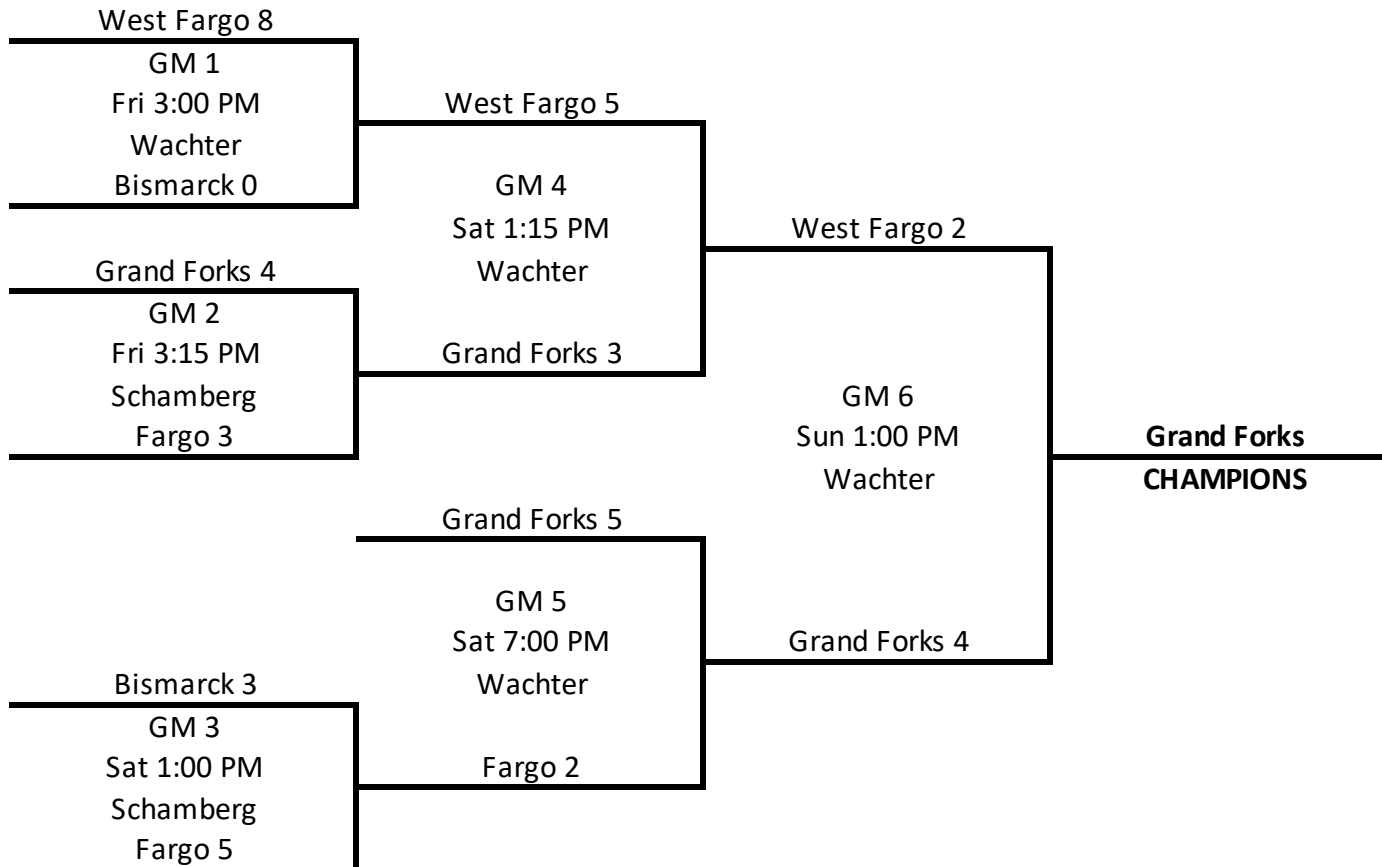 West Fargo 8
GM 1
Fri 3:00 PM
Wachter
Bismarck 0
West Fargo 5
GM 4
Sat 1:15 PM
Wachter
Grand Forks 3
Grand Forks 4
GM 2
Fri 3:15 PM
Schamberg
Fargo 3
West Fargo 2
GM 6
Sun 1:00 PM
Wachter
Grand Forks 4
Grand Forks
CHAMPIONS
Grand Forks 5
GM 5
Sat 7:00 PM
Wachter
Fargo 2
Bismarck 3
GM 3
Sat 1:00 PM
Schamberg
Fargo 5